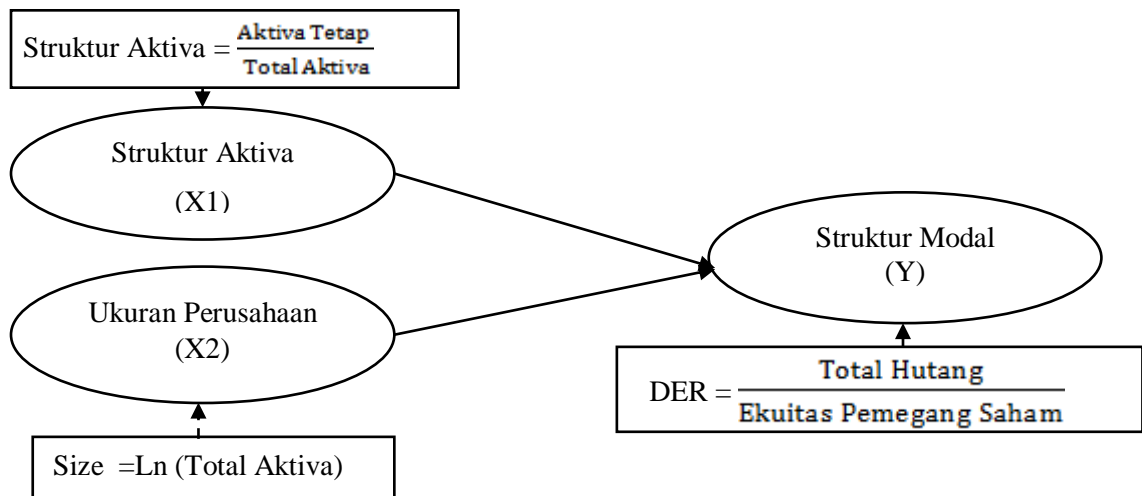 Struktur Aktiva = Aktiva Tetap / Total Aktiva
Struktur Aktiva
(X1)
Struktur Modal
(Y)
Ukuran Perusahaan
(X2)
DER = Total Hutang / Ekuitas Pemegang Saham
Size =Ln (Total Aktiva)